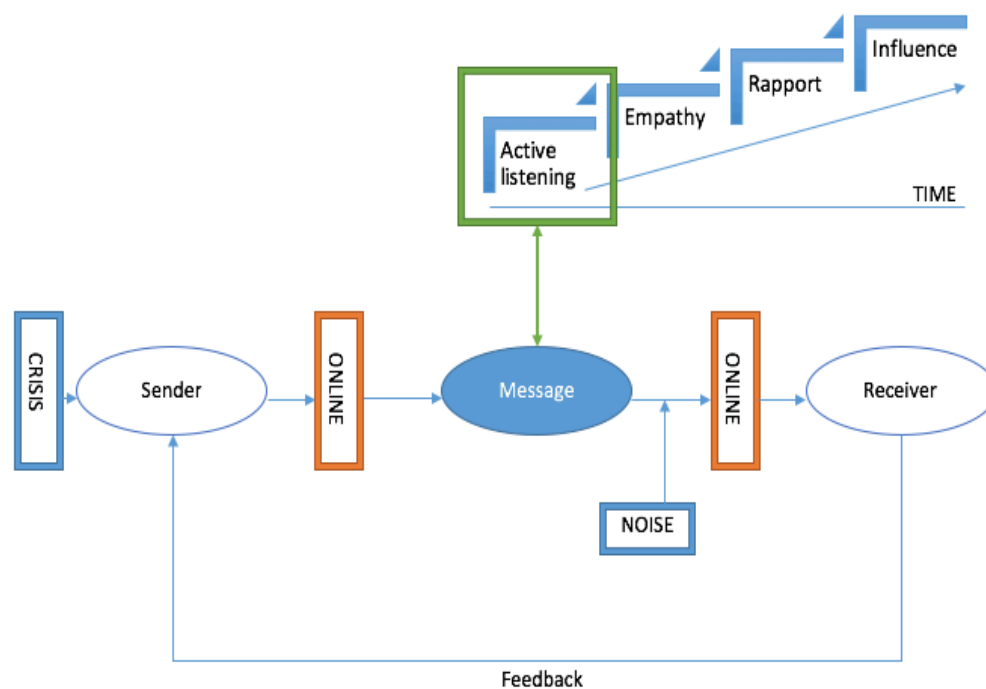 Influence
Rapport
Empathy
Active
listening
TIME
CRISIS
Sender
ONLINE
Message
ONLINE
Receiver
NOISE
Feedback